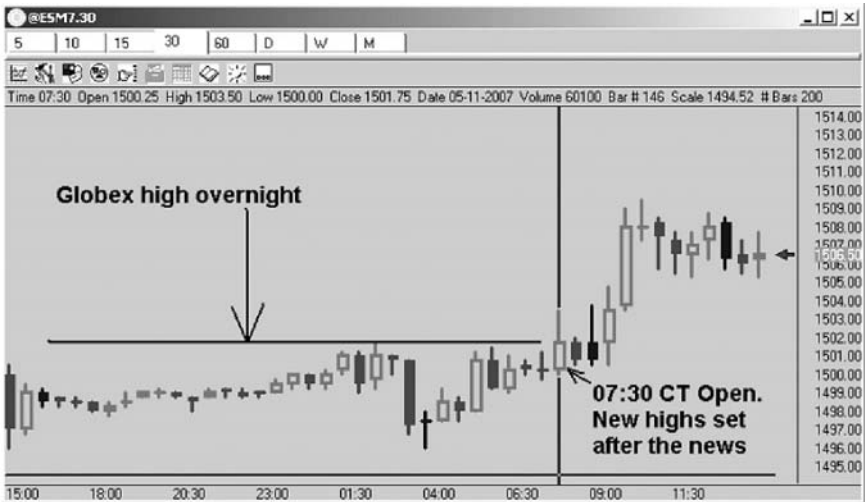 @ESM7.30
5 10 15 30 60 D W M
Time 07:30 Open 1500.25 High 1503.50 Low 1500.00 Close 1501.75 Date 05-11-2007 Volume 60100 Bar # 146 Scale 1494.52 # Bars 200
1514.00
1513.00
1512.00
1511.00
Globex high overnight
1510.00
1509.00
1508.00
1507.00
1506.50
1506.00
1505.00
1504.00
1503.00
1502.00
1501.00
1500.00
07:30 CT Open.
1499.00
New highs set
1498.00
1497.00
after the news
1496.00
1495.00
15:00 18:00 20:30 23:00 01:30 04:00 06:30 09:00 11:30